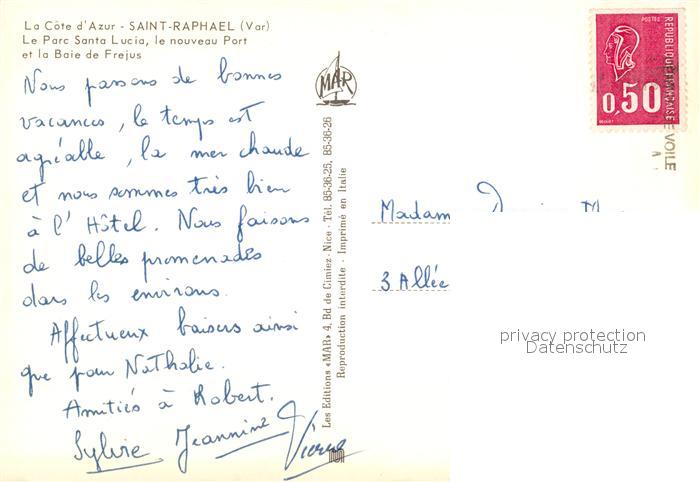 La Côte d'Azur - SAINT-RAPHAEL (Var)
Le Parc Santa Lucia, le nouveau Port
et la Baie de Frejus
Nous passons de bonnes
vacances, le temps est
agréable, la mer chaude
et nous sommes très bien
à l'Hôtel. Nous faisons
de belles promenades
dans les environs.
Affectueux baisers ainsi
que pour Nathalie.
Amitiés à Robert.
Sylvie Jeannine Pierre
MAR
Les Editions «MAR» 4, Bd de Cimiez - Nice - Tél. 85-36-25, 85-36-26
Reproduction interdite - Imprimé en Italie
POSTES
REPUBLIQUE FRANÇAISE
0,50
VOILE
Madam
3 Allée
privacy protection
Datenschutz